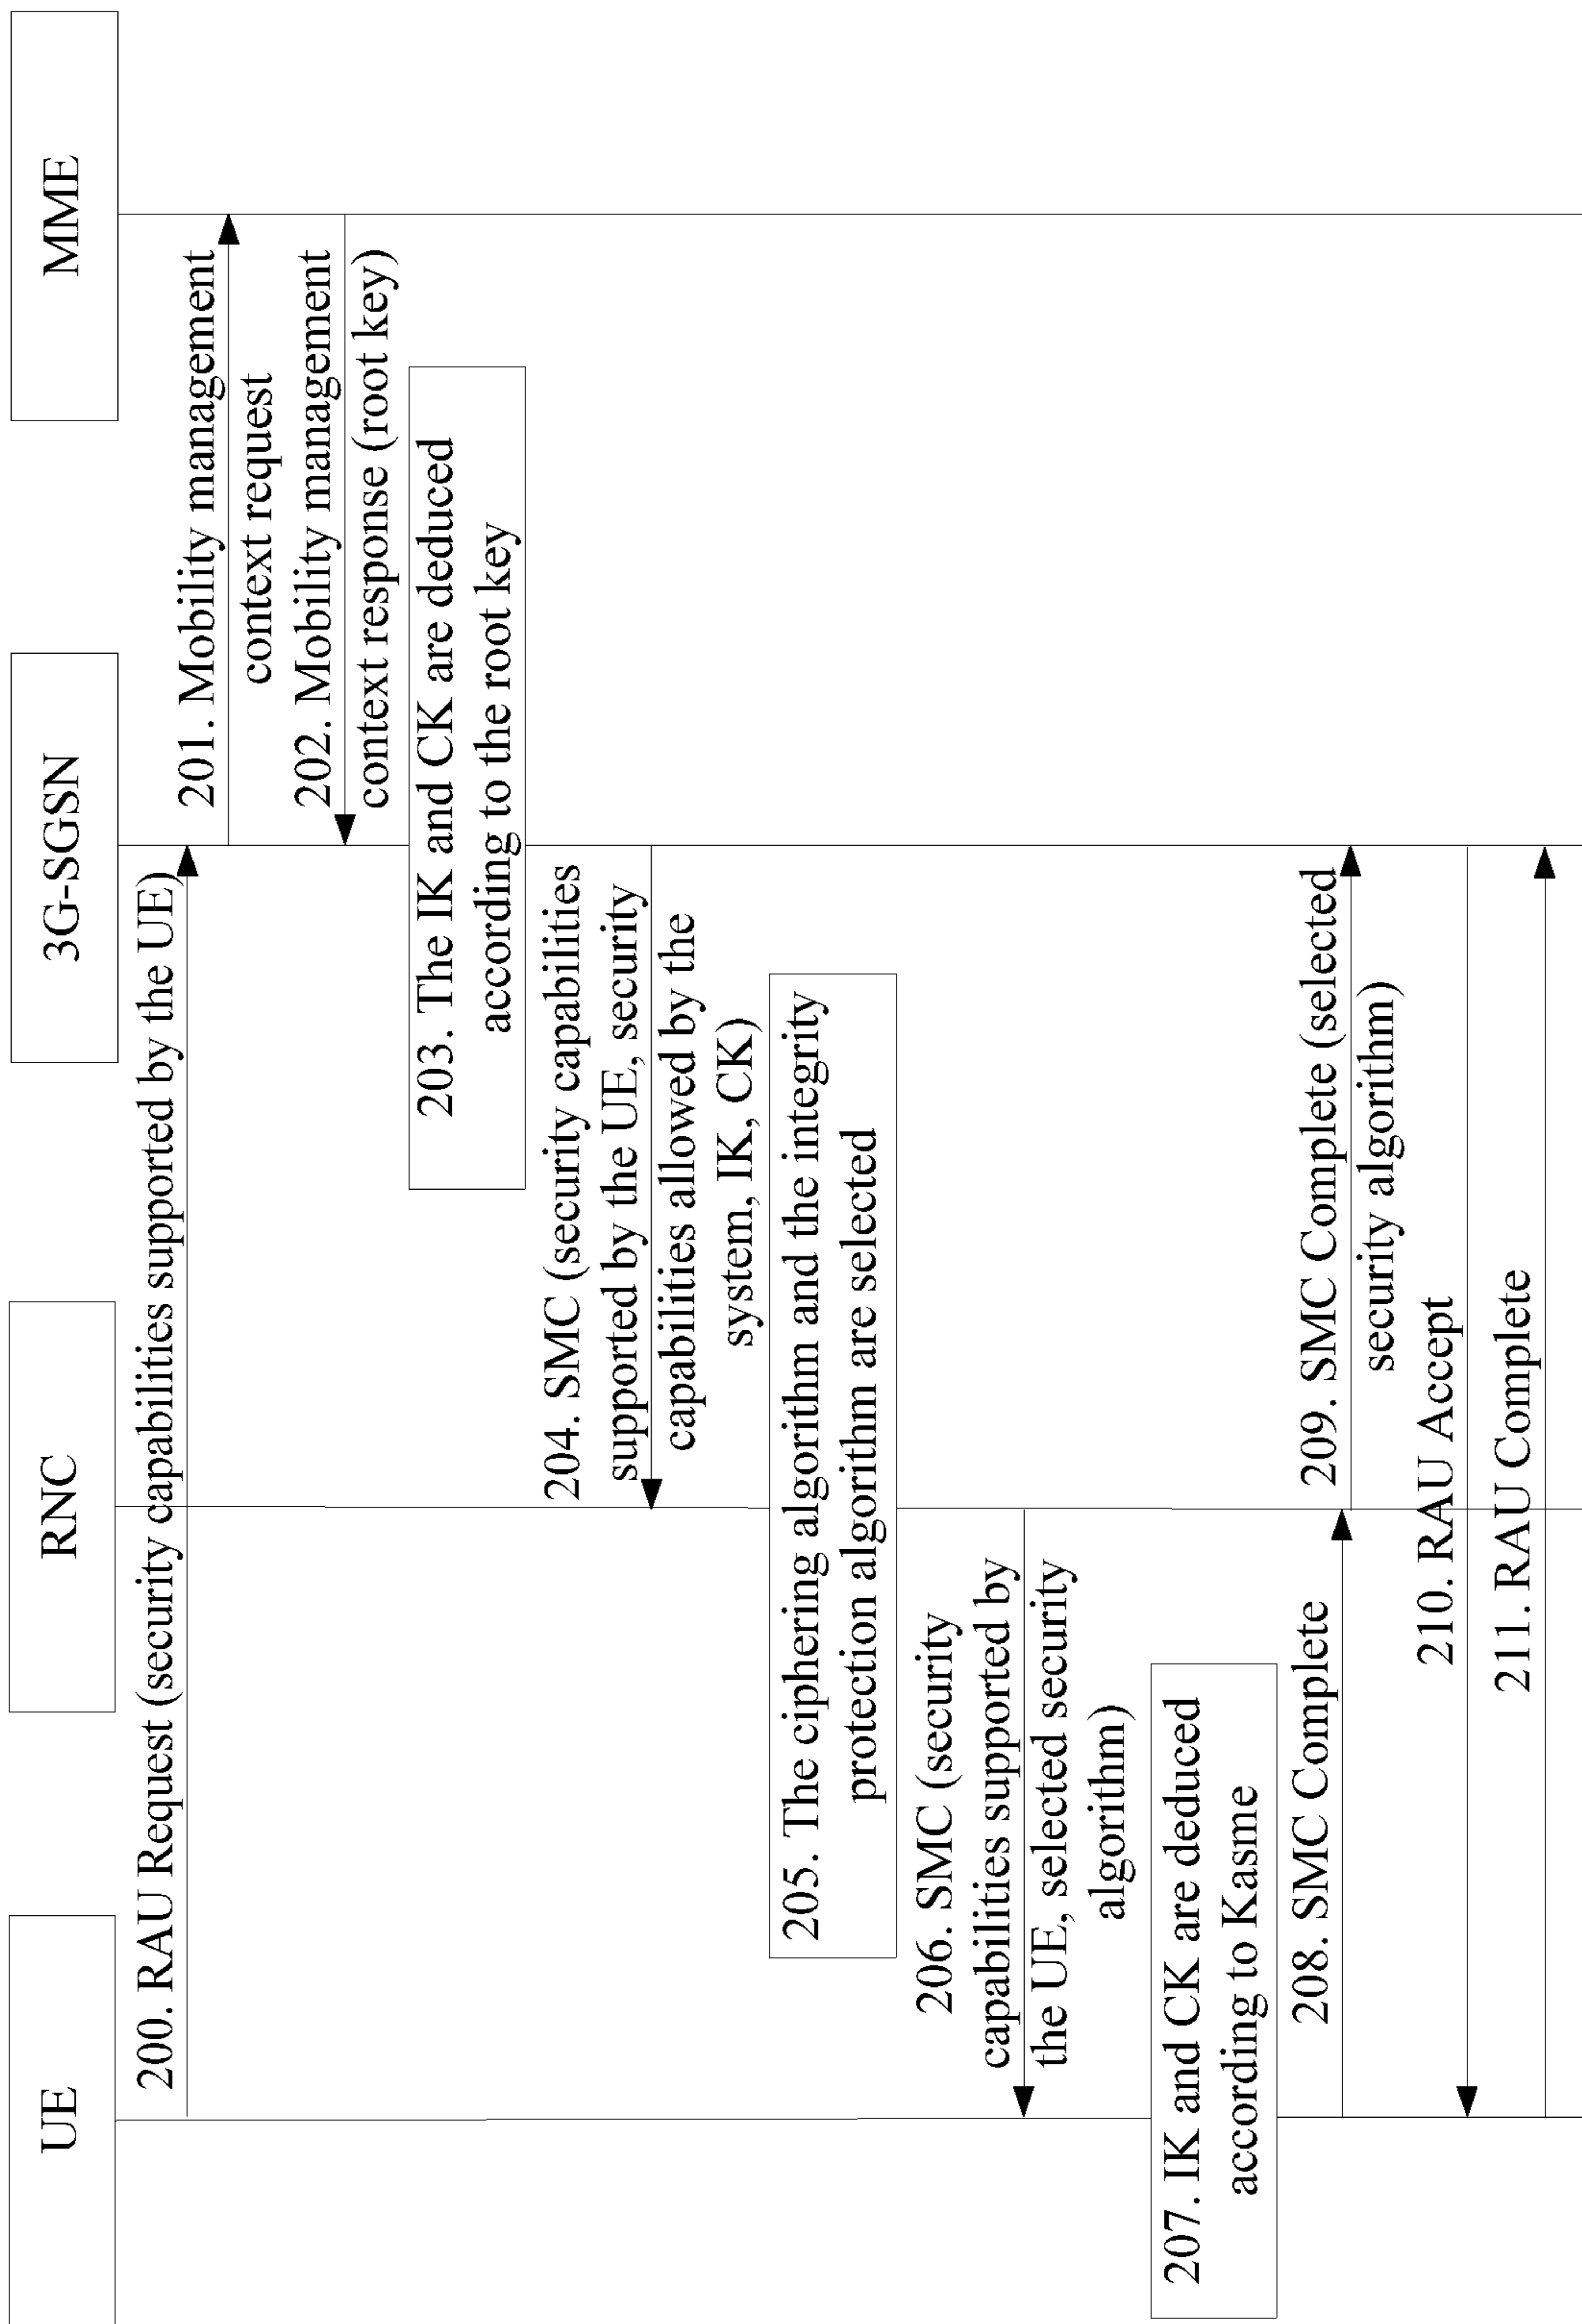 UE
RNC
3G-SGSN
MME
200. RAU Request (security capabilities supported by the UE)
201. Mobility management
context request
202. Mobility management
context response (root key)
203. The IK and CK are deduced
according to the root key
204. SMC (security capabilities
supported by the UE, security
capabilities allowed by the
system, IK, CK)
205. The ciphering algorithm and the integrity
protection algorithm are selected
206. SMC (security
capabilities supported by
the UE, selected security
algorithm)
207. IK and CK are deduced
according to Kasme
208. SMC Complete
209. SMC Complete (selected
security algorithm)
210. RAU Accept
211. RAU Complete